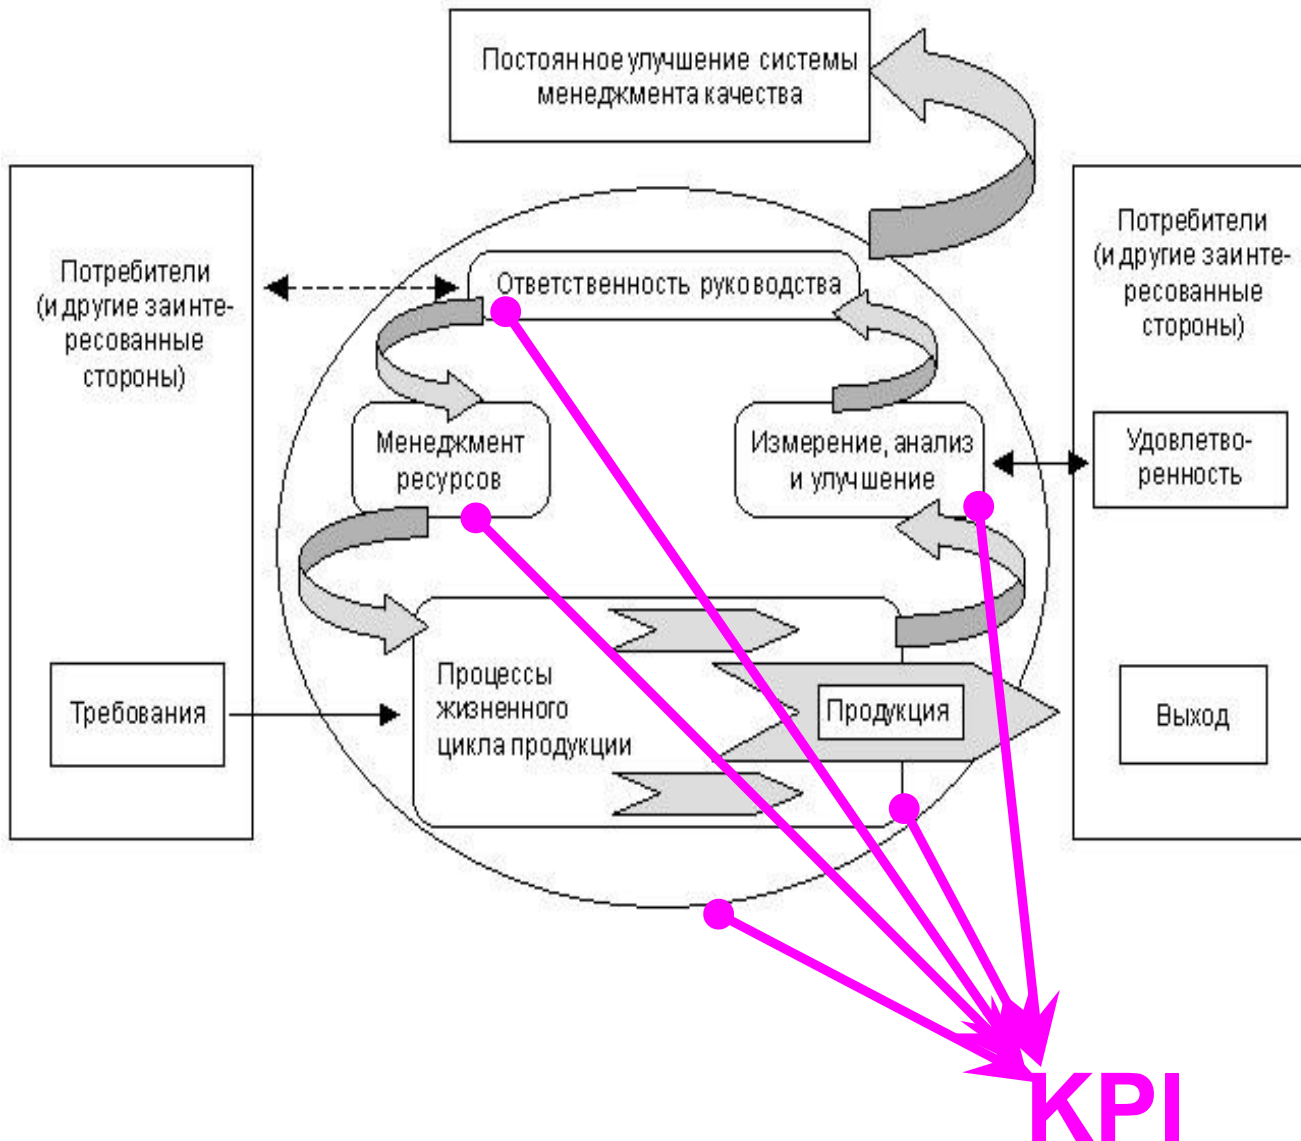 Постоянное улучшение системы
менеджмента качества
Потребители
(и другие заинте-
ресованные
стороны)
Ответственность руководства
Потребители
(и другие заинте-
ресованные
стороны)
Менеджмент
ресурсов
Измерение, анализ
и улучшение
Удовлетво-
ренность
Требования
Процессы
жизненного
цикла продукции
Продукция
Выход
KPI